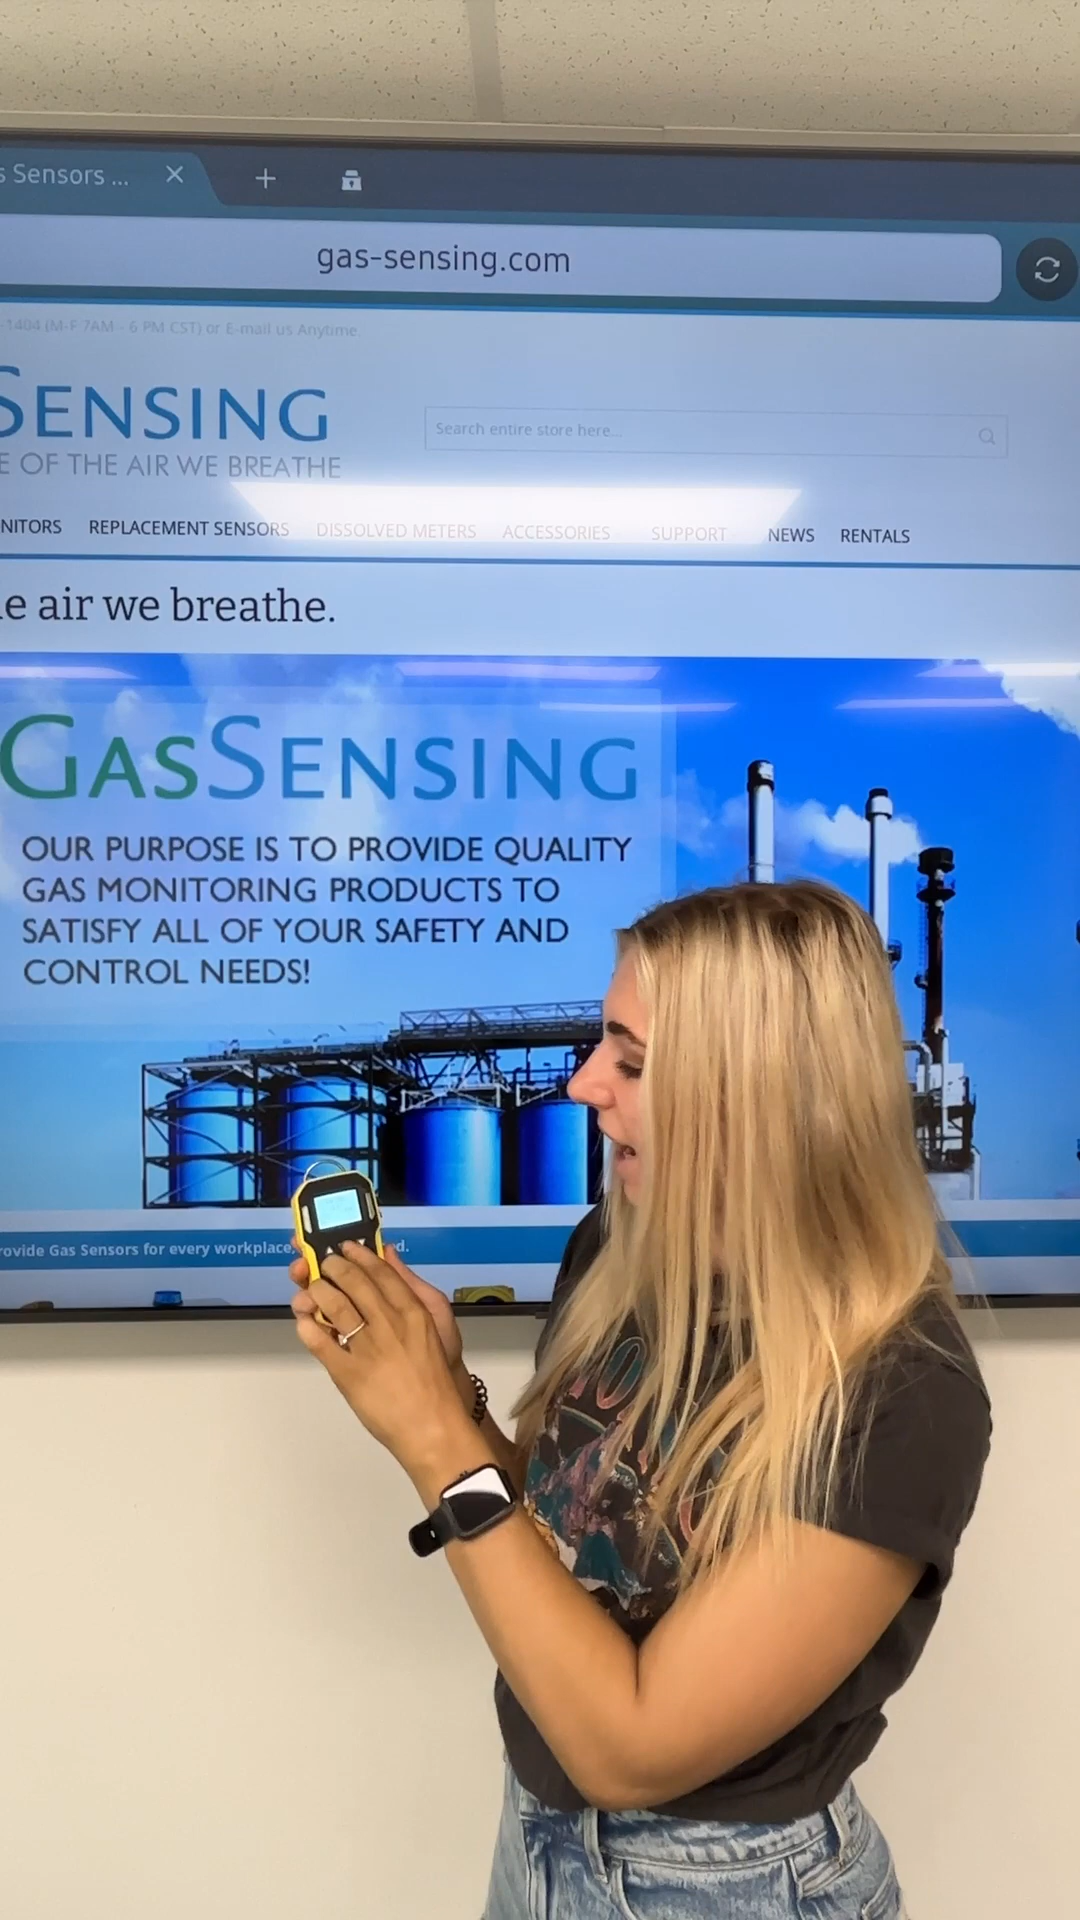 s Sensors ...
gas-sensing.com
-1404 (M-F 7AM - 6 PM CST) or E-mail us Anytime
SENSING
Search entire store here...
E OF THE AIR WE BREATHE
NITORS REPLACEMENT SENSORS DISSOLVED METERS ACCESSORIES SUPPORT NEWS RENTALS
e air we breathe.
GASSENSING
OUR PURPOSE IS TO PROVIDE QUALITY
GAS MONITORING PRODUCTS TO
SATISFY ALL OF YOUR SAFETY AND
CONTROL NEEDS!
rovide Gas Sensors for every workplace, d.